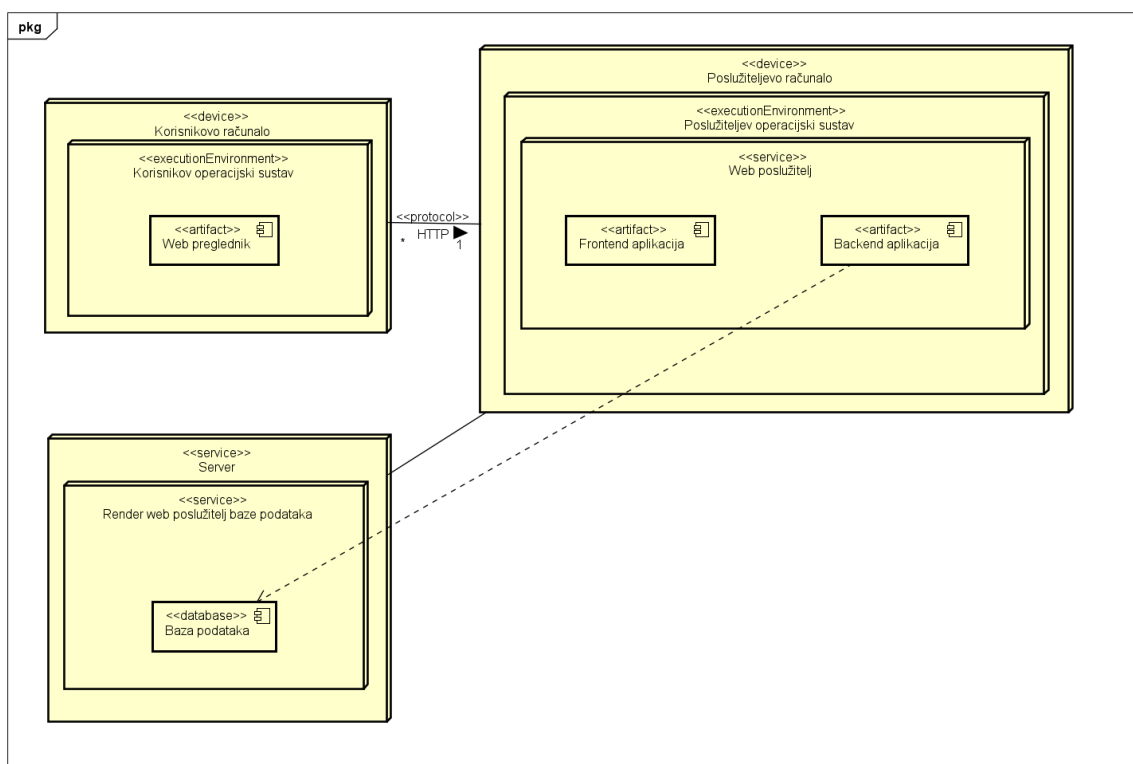 pkg
<<device>>
Korisnikovo računalo
<<executionEnvironment>>
Korisnikov operacijski sustav
<<artifact>>
Web preglednik
<<protocol>>
HTTP
*
1
<<device>>
Poslužiteljevo računalo
<<executionEnvironment>>
Poslužiteljev operacijski sustav
<<service>>
Web poslužitelj
<<artifact>>
Frontend aplikacija
<<artifact>>
Backend aplikacija
<<service>>
Server
<<service>>
Render web poslužitelj baze podataka
<<database>>
Baza podataka